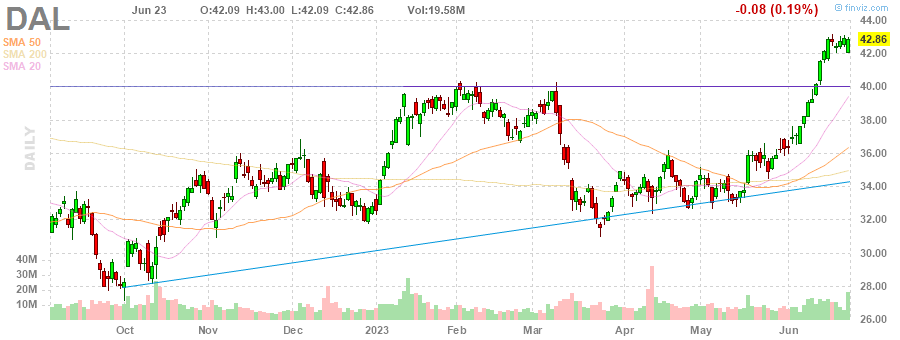 DAL
Jun 23 O:42.09 H:43.00 L:42.09 C:42.86 Vol:19.58M
-0.08 (0.19%)
© finviz.com
SMA 50
SMA 200
SMA 20
DAILY
44.00
42.86
42.00
40.00
38.00
36.00
34.00
32.00
30.00
28.00
26.00
40M
30M
20M
10M
Oct Nov Dec 2023 Feb Mar Apr May Jun